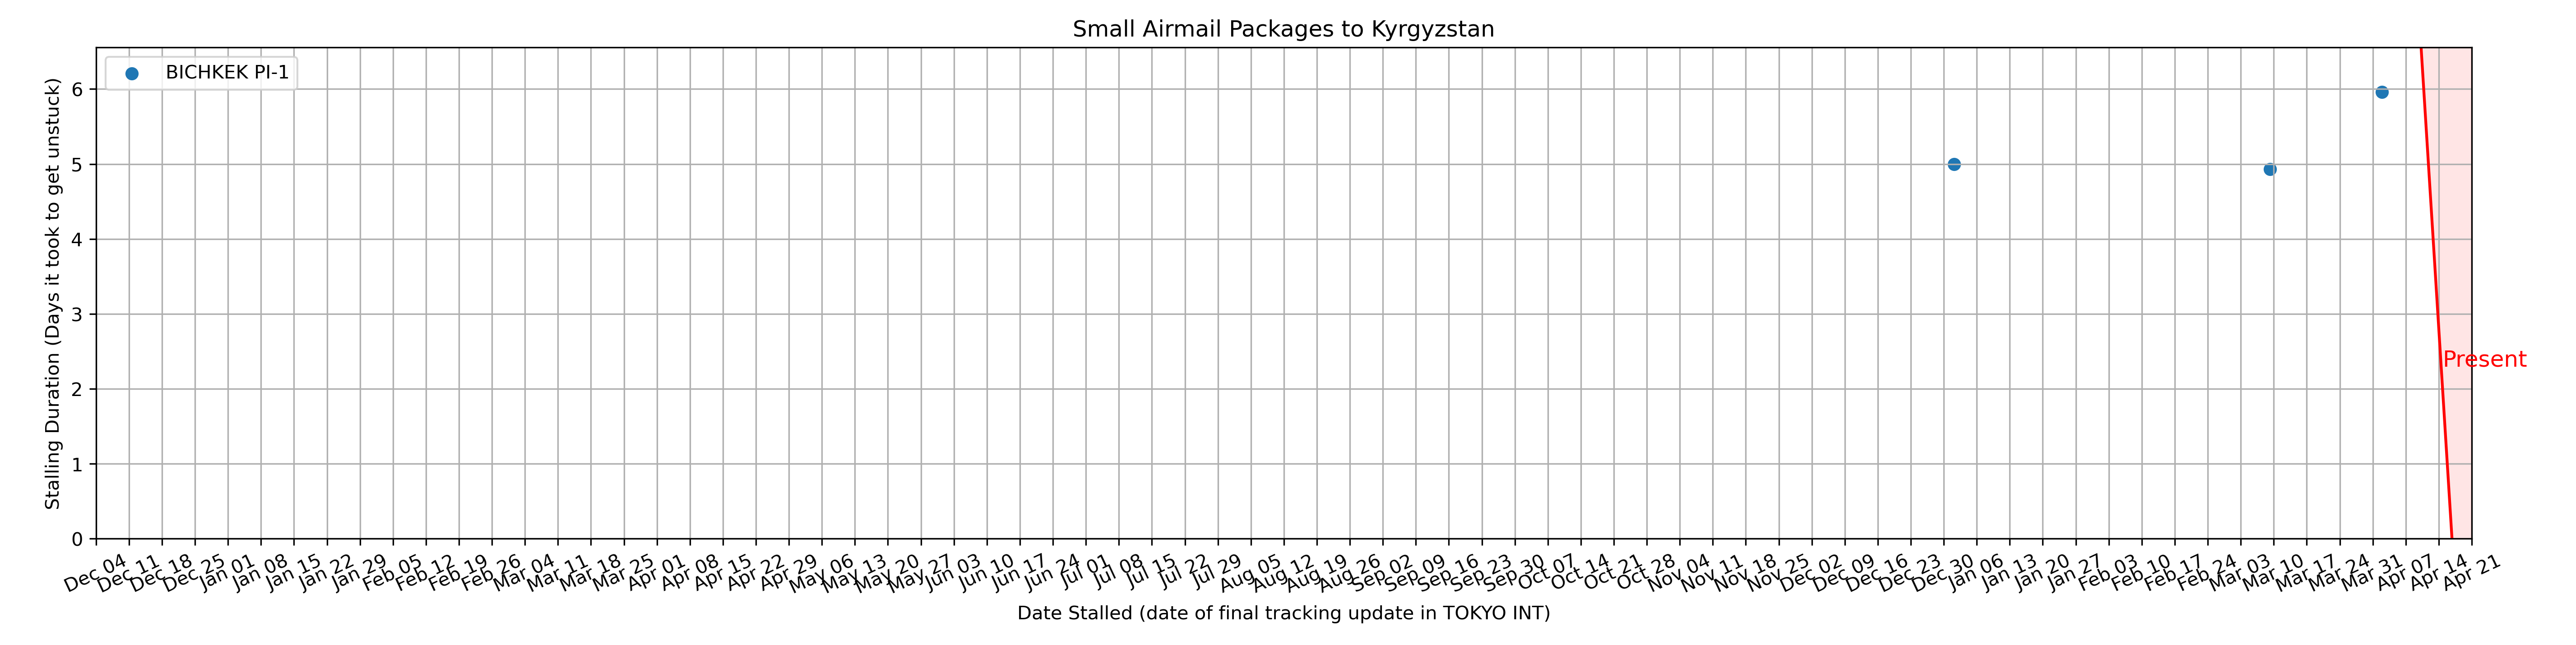 Small Airmail Packages to Kyrgyzstan
BICHKEK PI-1
Stalling Duration (Days it took to get unstuck)
6
5
4
3
2
1
0
Present
Dec 04
Dec 11
Dec 18
Dec 25
Jan 01
Jan 08
Jan 15
Jan 22
Jan 29
Feb 05
Feb 12
Feb 19
Feb 26
Mar 04
Mar 11
Mar 18
Mar 25
Apr 01
Apr 08
Apr 15
Apr 22
Apr 29
May 06
May 13
May 20
May 27
Jun 03
Jun 10
Jun 17
Jun 24
Jul 01
Jul 08
Jul 15
Jul 22
Jul 29
Aug 05
Aug 12
Aug 19
Aug 26
Sep 02
Sep 09
Sep 16
Sep 23
Sep 30
Oct 07
Oct 14
Oct 21
Oct 28
Nov 04
Nov 11
Nov 18
Nov 25
Dec 02
Dec 09
Dec 16
Dec 23
Dec 30
Jan 06
Jan 13
Jan 20
Jan 27
Feb 03
Feb 10
Feb 17
Feb 24
Mar 03
Mar 10
Mar 17
Mar 24
Mar 31
Apr 07
Apr 14
Apr 21
Date Stalled (date of final tracking update in TOKYO INT)